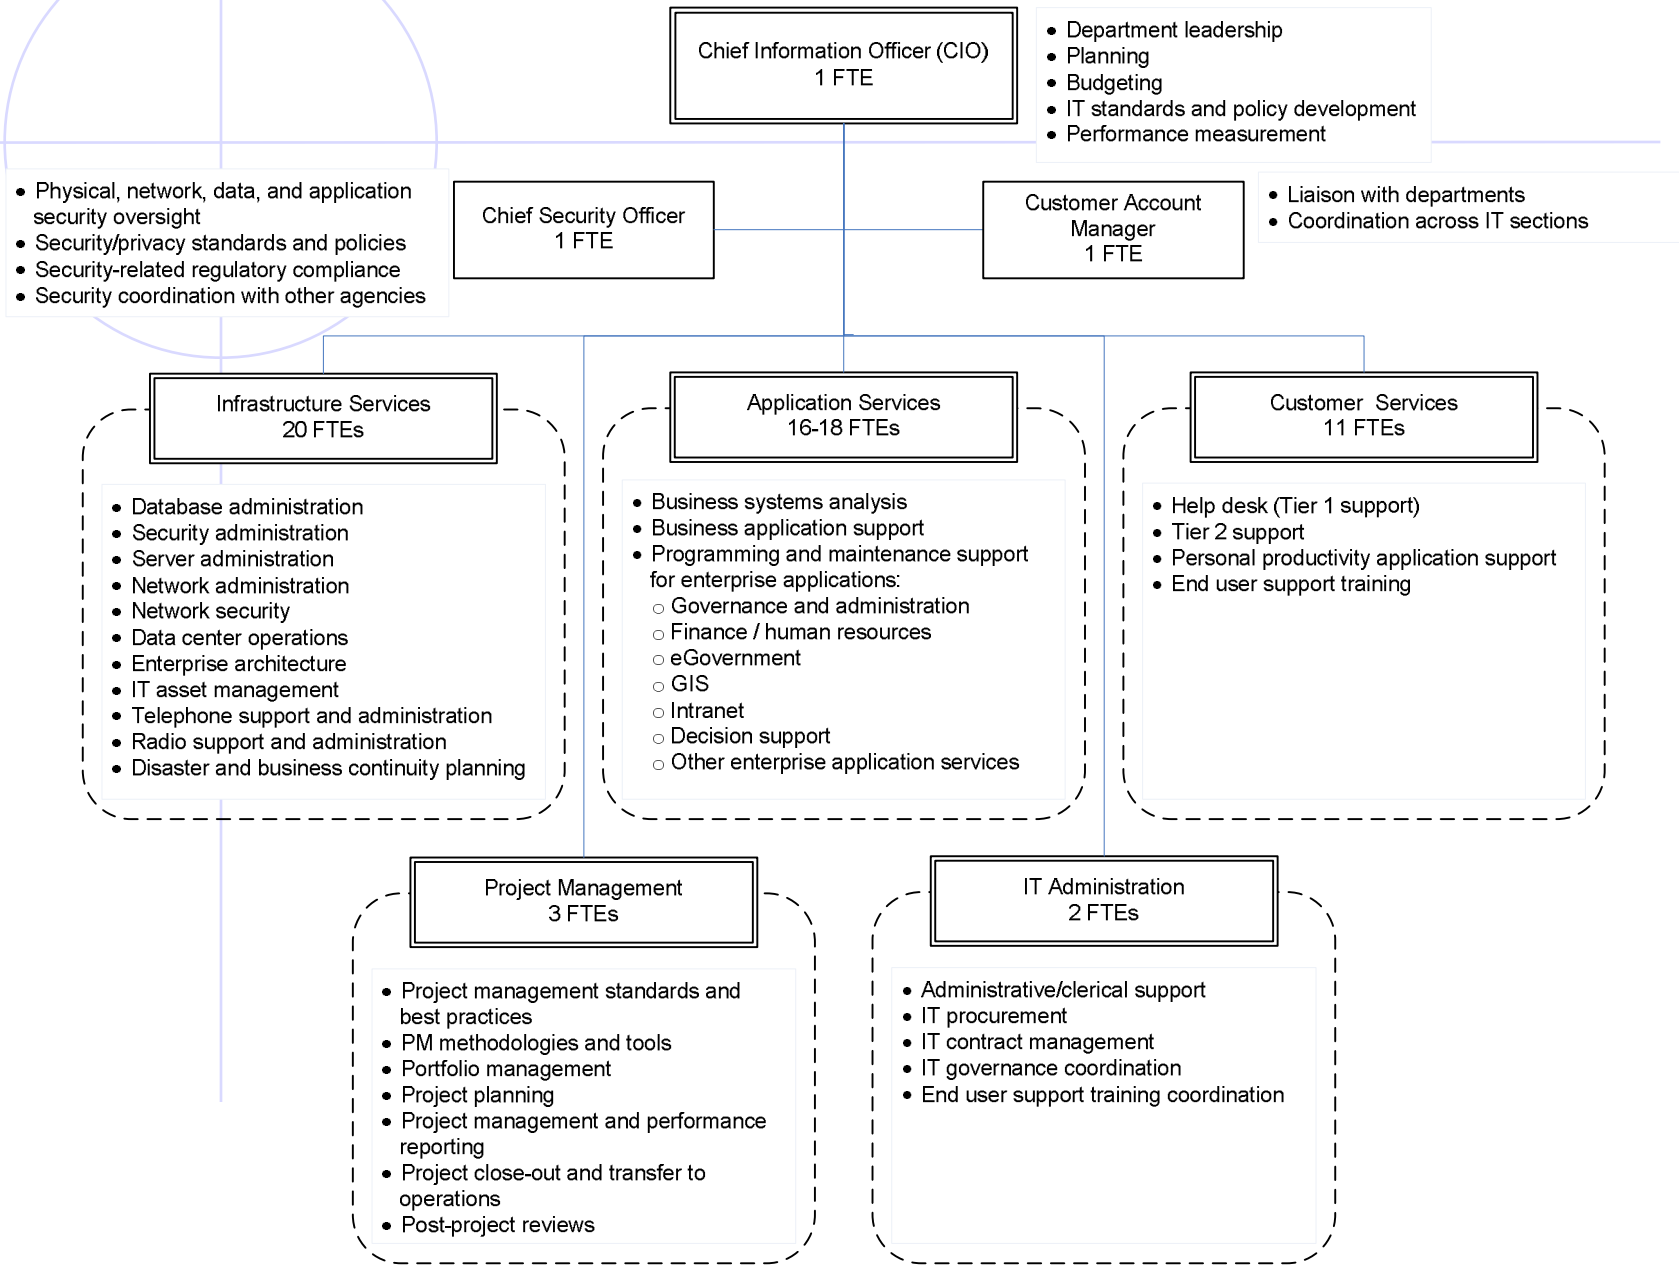 Chief Information Officer (CIO)
1 FTE
• Department leadership
• Planning
• Budgeting
• IT standards and policy development
• Performance measurement
• Physical, network, data, and application
security oversight
• Security/privacy standards and policies
• Security-related regulatory compliance
• Security coordination with other agencies
Chief Security Officer
1 FTE
Customer Account
Manager
1 FTE
• Liaison with departments
• Coordination across IT sections
Infrastructure Services
20 FTEs
• Database administration
• Security administration
• Server administration
• Network administration
• Network security
• Data center operations
• Enterprise architecture
• IT asset management
• Telephone support and administration
• Radio support and administration
• Disaster and business continuity planning
Application Services
16-18 FTEs
• Business systems analysis
• Business application support
• Programming and maintenance support
for enterprise applications:
○ Governance and administration
○ Finance / human resources
○ eGovernment
○ GIS
○ Intranet
○ Decision support
○ Other enterprise application services
Customer Services
11 FTEs
• Help desk (Tier 1 support)
• Tier 2 support
• Personal productivity application support
• End user support training
Project Management
3 FTEs
• Project management standards and
best practices
• PM methodologies and tools
• Portfolio management
• Project planning
• Project management and performance
reporting
• Project close-out and transfer to
operations
• Post-project reviews
IT Administration
2 FTEs
• Administrative/clerical support
• IT procurement
• IT contract management
• IT governance coordination
• End user support training coordination